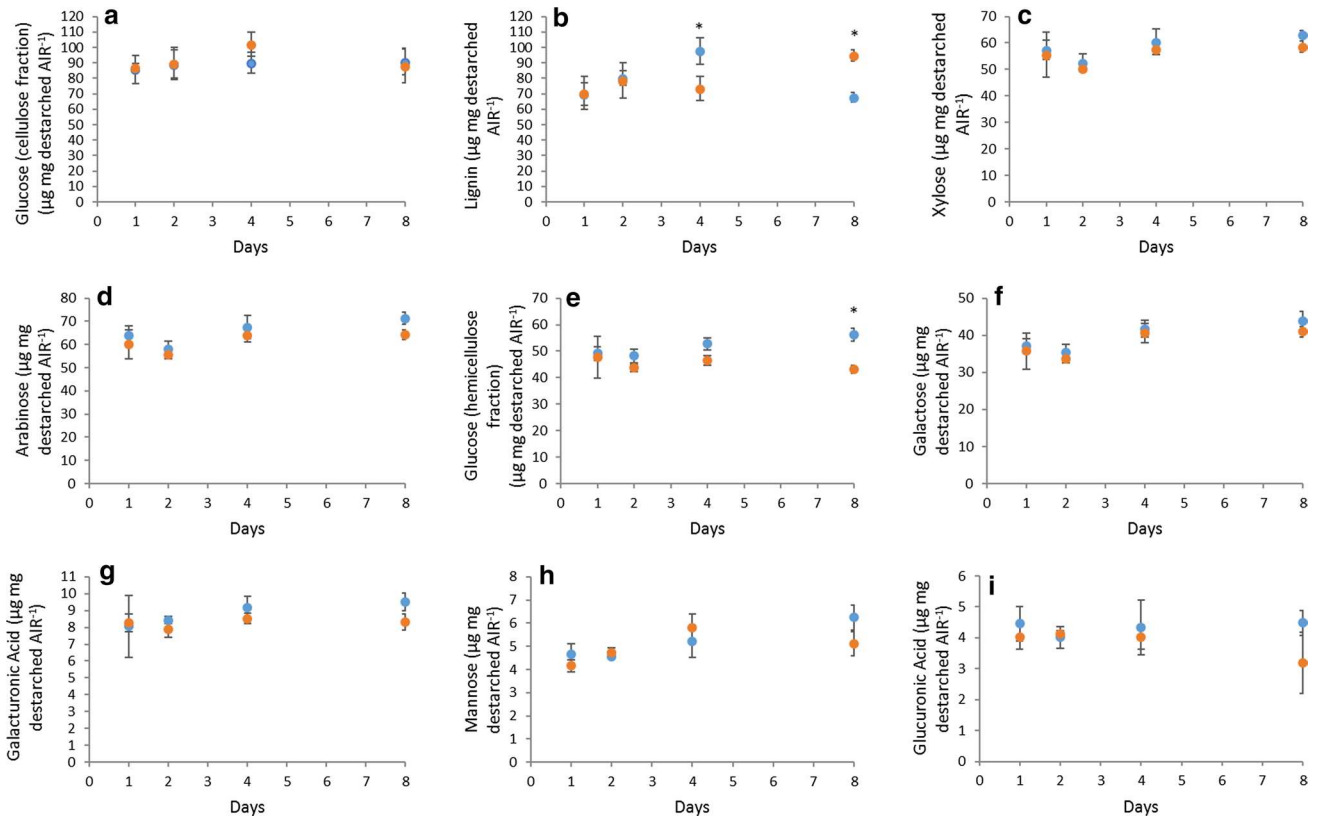 a
Glucose (cellulose fraction)
(µg mg destarched AIR⁻¹)
120
110
100
90
80
70
60
50
40
30
20
10
0
0 1 2 3 4 5 6 7 8
Days
b
Lignin (µg mg destarched
AIR⁻¹)
120
110
100
90
80
70
60
50
40
30
20
10
0
* *
0 1 2 3 4 5 6 7 8
Days
c
Xylose (µg mg destarched
AIR⁻¹)
70
60
50
40
30
20
10
0
0 1 2 3 4 5 6 7 8
Days
d
Arabinose (µg mg
destarched AIR⁻¹)
80
70
60
50
40
30
20
10
0
0 1 2 3 4 5 6 7 8
Days
e
Glucose (hemicellulose
fraction)
(µg mg destarched AIR⁻¹)
70
60
50
40
30
20
10
0
*
0 1 2 3 4 5 6 7 8
Days
f
Galactose (µg mg
destarched AIR⁻¹)
50
40
30
20
10
0
0 1 2 3 4 5 6 7 8
Days
g
Galacturonic Acid (µg mg
destarched AIR⁻¹)
11
10
9
8
7
6
5
4
3
2
1
0
0 1 2 3 4 5 6 7 8
Days
h
Mannose (µg mg
destarched AIR⁻¹)
8
7
6
5
4
3
2
1
0
0 1 2 3 4 5 6 7 8
Days
i
Glucuronic Acid (µg mg
destarched AIR⁻¹)
6
5
4
3
2
1
0
0 1 2 3 4 5 6 7 8
Days